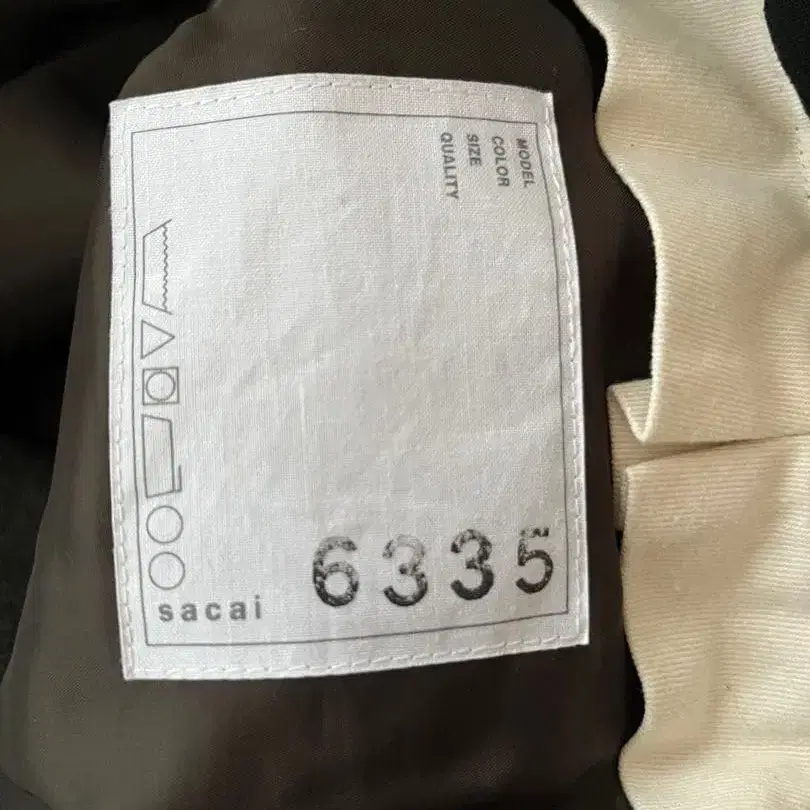 MODEL
COLOR
SIZE
QUALITY
sacai
6335